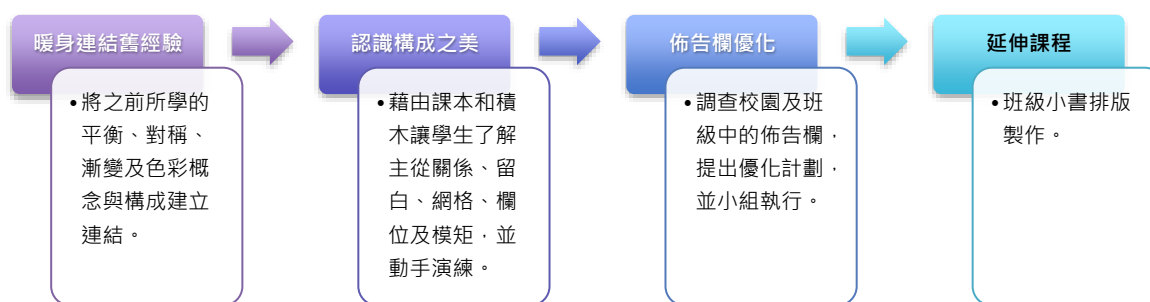 暖身連結舊經驗
•將之前所學的
平衡、對稱、
漸變及色彩概
念與構成建立
連結。
認識構成之美
•藉由課本和積
木讓學生了解
主從關係、留
白、網格、欄
位及模矩，並
動手演練。
佈告欄優化
•調查校園及班
級中的佈告欄，
提出優化計劃，
並小組執行。
延伸課程
•班級小書排版
製作。